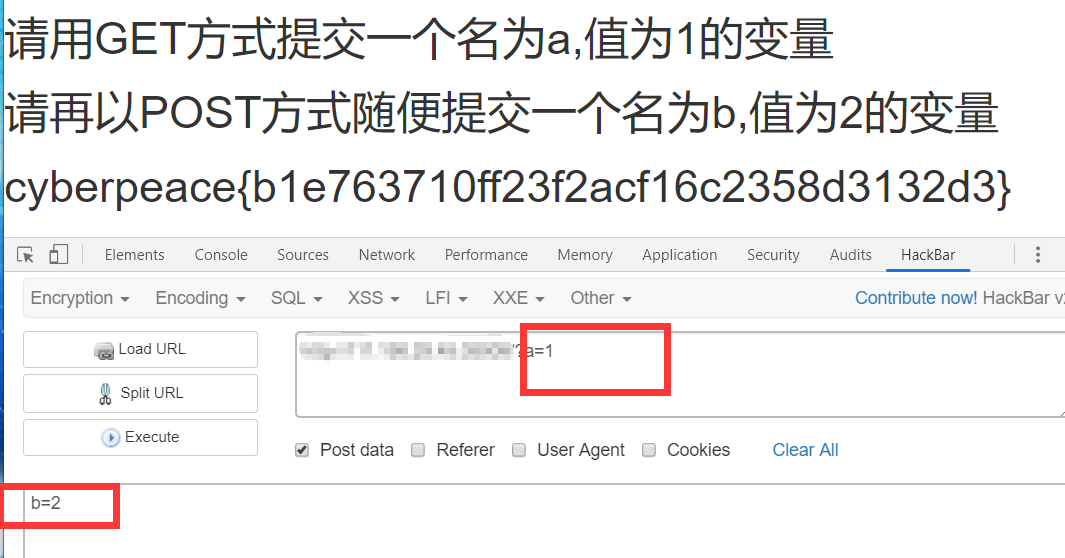 请用GET方式提交一个名为a,值为1的变量
请再以POST方式随便提交一个名为b,值为2的变量
cyberpeace{b1e763710ff23f2acf16c2358d3132d3}
Elements Console Sources Network Performance Memory Application Security Audits HackBar
Encryption Encoding SQL XSS LFI XXE Other Contribute now! HackBar v
Load URL
?a=1
Split URL
Execute
Post data Referer User Agent Cookies Clear All
b=2